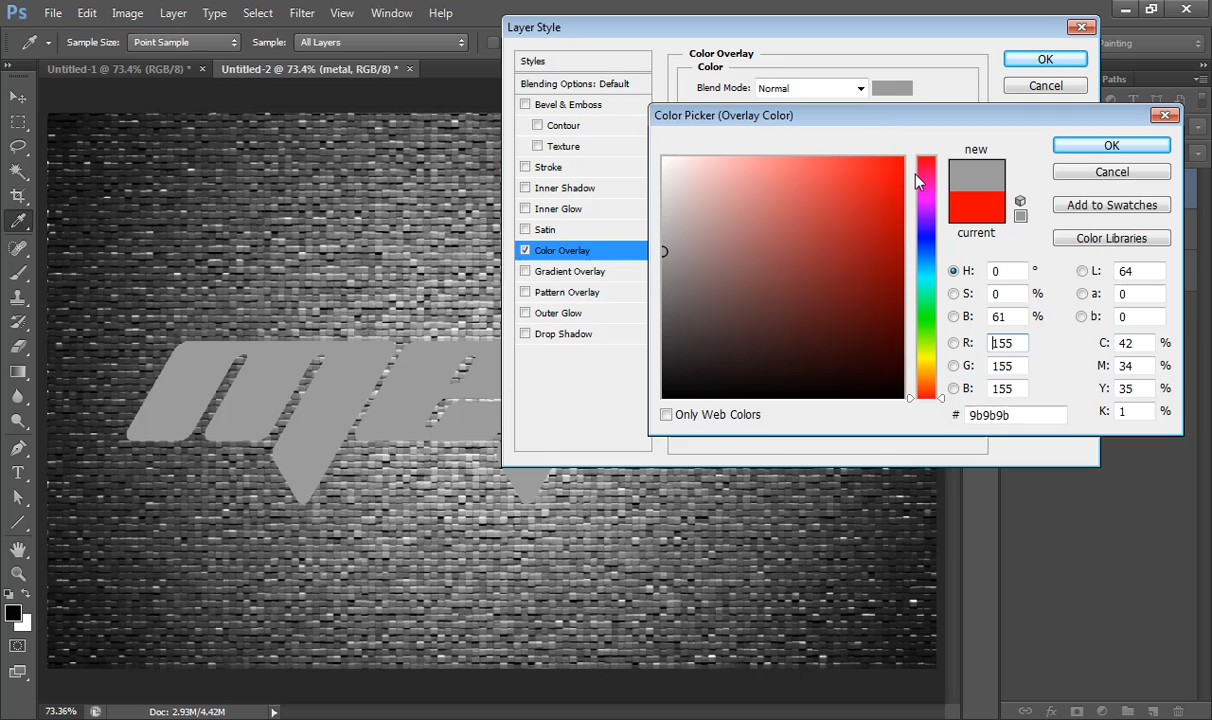 Ps File Edit Image Layer Type Select Filter View Window Help
Sample Size: Point Sample Sample: All Layers
Painting
Untitled-1 @ 73.4% (RGB/8) * × Untitled-2 @ 73.4% (metal, RGB/8) * ×
Paths
Layer Style
Styles
Blending Options: Default
Bevel & Emboss
Contour
Texture
Stroke
Inner Shadow
Inner Glow
Satin
Color Overlay
Gradient Overlay
Pattern Overlay
Outer Glow
Drop Shadow
Color Overlay
Color
Blend Mode: Normal
OK
Cancel
Color Picker (Overlay Color)
new
current
OK
Cancel
Add to Swatches
Color Libraries
H: 0 ° L: 64
S: 0 % a: 0
B: 61 % b: 0
R: 155 C: 42 %
G: 155 M: 34 %
B: 155 Y: 35 %
# 9b9b9b K: 1 %
Only Web Colors
T
73.36% Doc: 2.93M/4.42M
fx